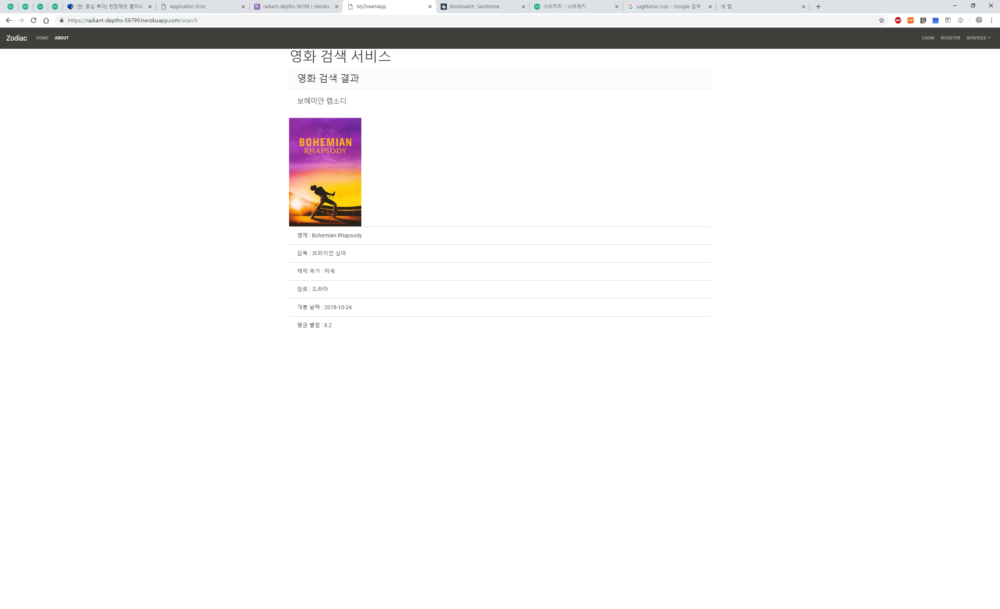 [한, 중섭 복각] 헌팅래빗 콜라보
Application Error
radiant-depths-56799 | Heroku
MyDreamApp
Bootswatch: Sandstone
사수자리 - 나무위키
sagittarius icon - Google 검색
새 탭
https://radiant-depths-56799.herokuapp.com/search
ABP
EX
M
Zodiac HOME ABOUT LOGIN REGISTER SERVICES
영화 검색 서비스
영화 검색 결과
보헤미안 랩소디
BOHEMIAN
RHAPSODY
영제 : Bohemian Rhapsody
감독 : 브라이언 싱어
제작 국가 : 미국
장르 : 드라마
개봉 날짜 : 2018-10-24
평균 별점 : 8.2